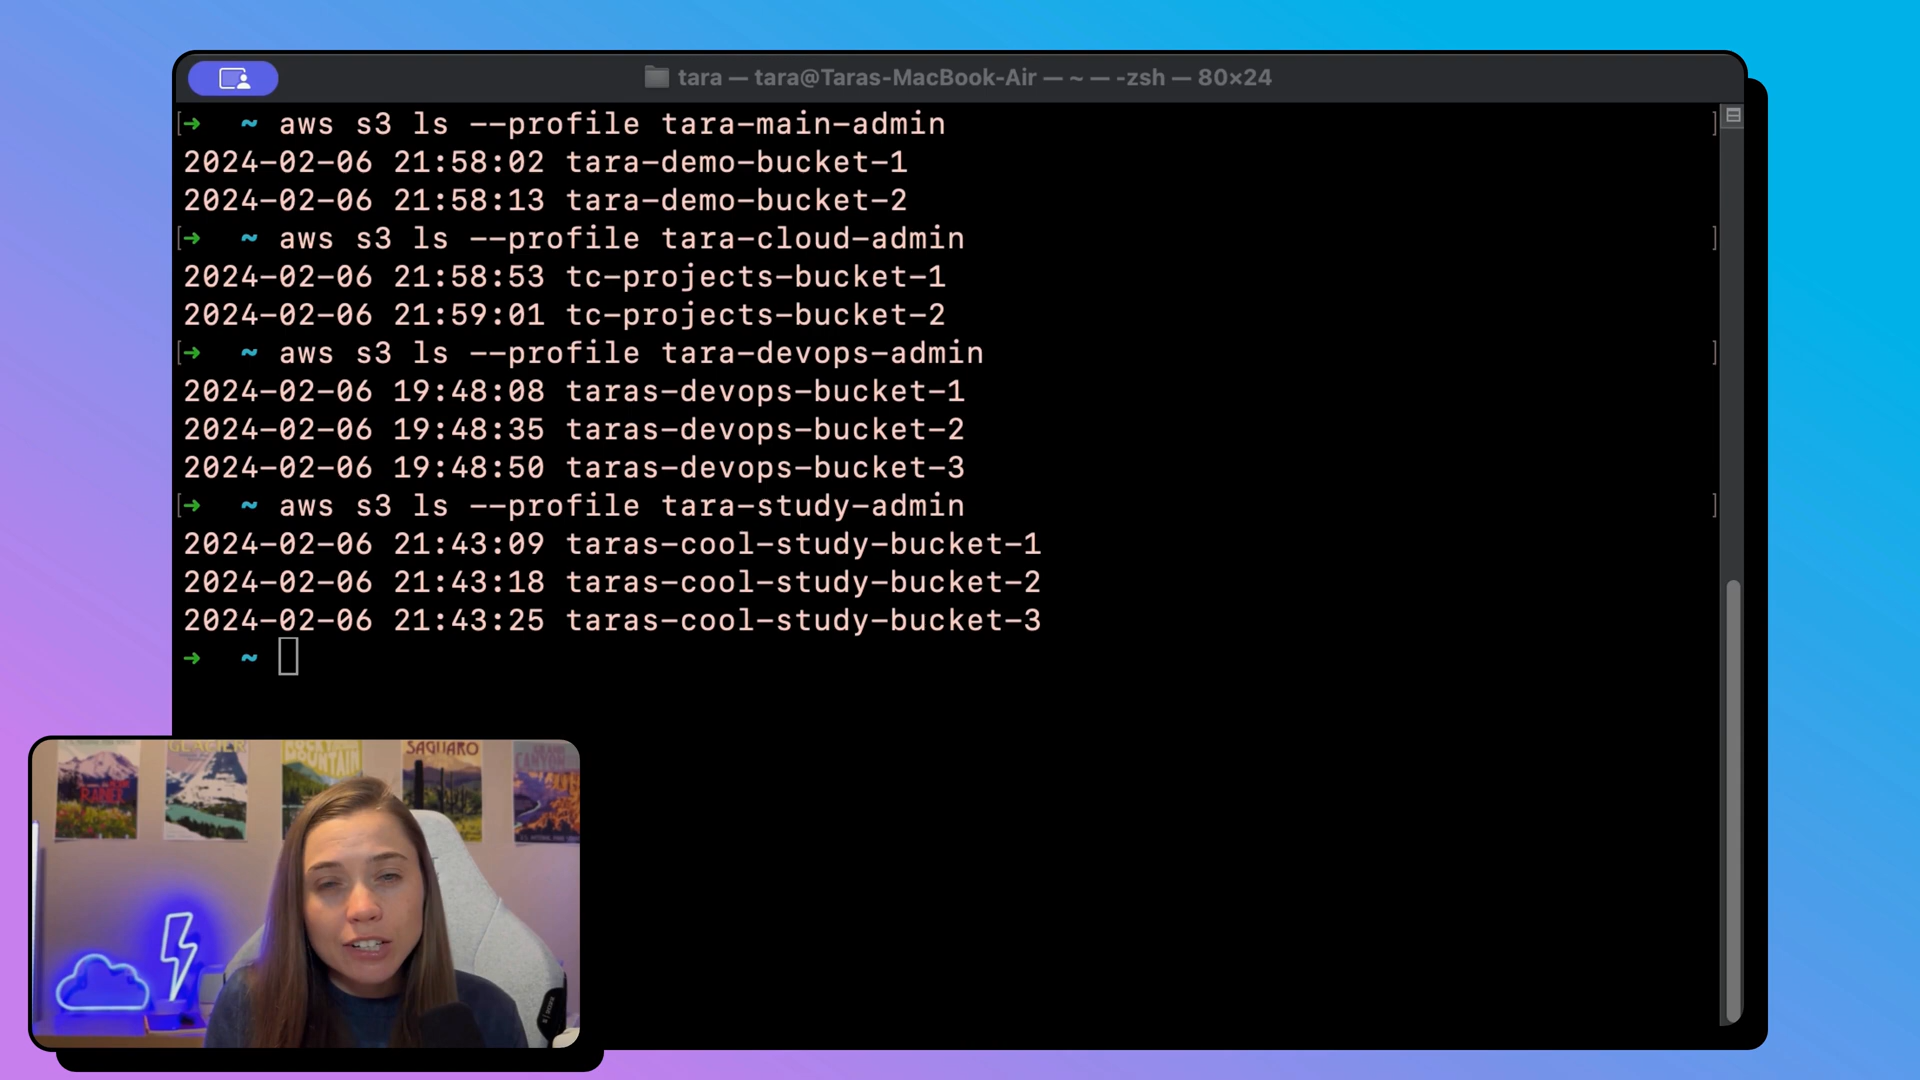 tara — tara@Taras-MacBook-Air — ~ — -zsh — 80×24
[➜ ~ aws s3 ls --profile tara-main-admin ]
2024-02-06 21:58:02 tara-demo-bucket-1
2024-02-06 21:58:13 tara-demo-bucket-2
[➜ ~ aws s3 ls --profile tara-cloud-admin ]
2024-02-06 21:58:53 tc-projects-bucket-1
2024-02-06 21:59:01 tc-projects-bucket-2
[➜ ~ aws s3 ls --profile tara-devops-admin ]
2024-02-06 19:48:08 taras-devops-bucket-1
2024-02-06 19:48:35 taras-devops-bucket-2
2024-02-06 19:48:50 taras-devops-bucket-3
[➜ ~ aws s3 ls --profile tara-study-admin ]
2024-02-06 21:43:09 taras-cool-study-bucket-1
2024-02-06 21:43:18 taras-cool-study-bucket-2
2024-02-06 21:43:25 taras-cool-study-bucket-3
➜ ~
GLACIER
ROCKY
MOUNTAIN
SAGUARO
GRAND
CANYON